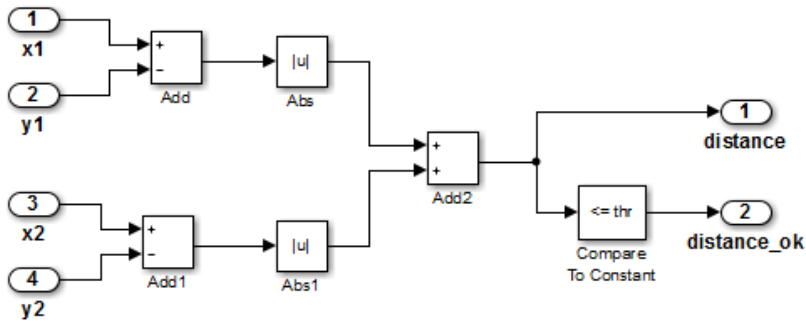 1
x1
+
−
Add
|u|
Abs
2
y1
+
+
Add2
1
distance
3
x2
+
−
Add1
|u|
Abs1
4
y2
<= thr
Compare
To Constant
2
distance_ok